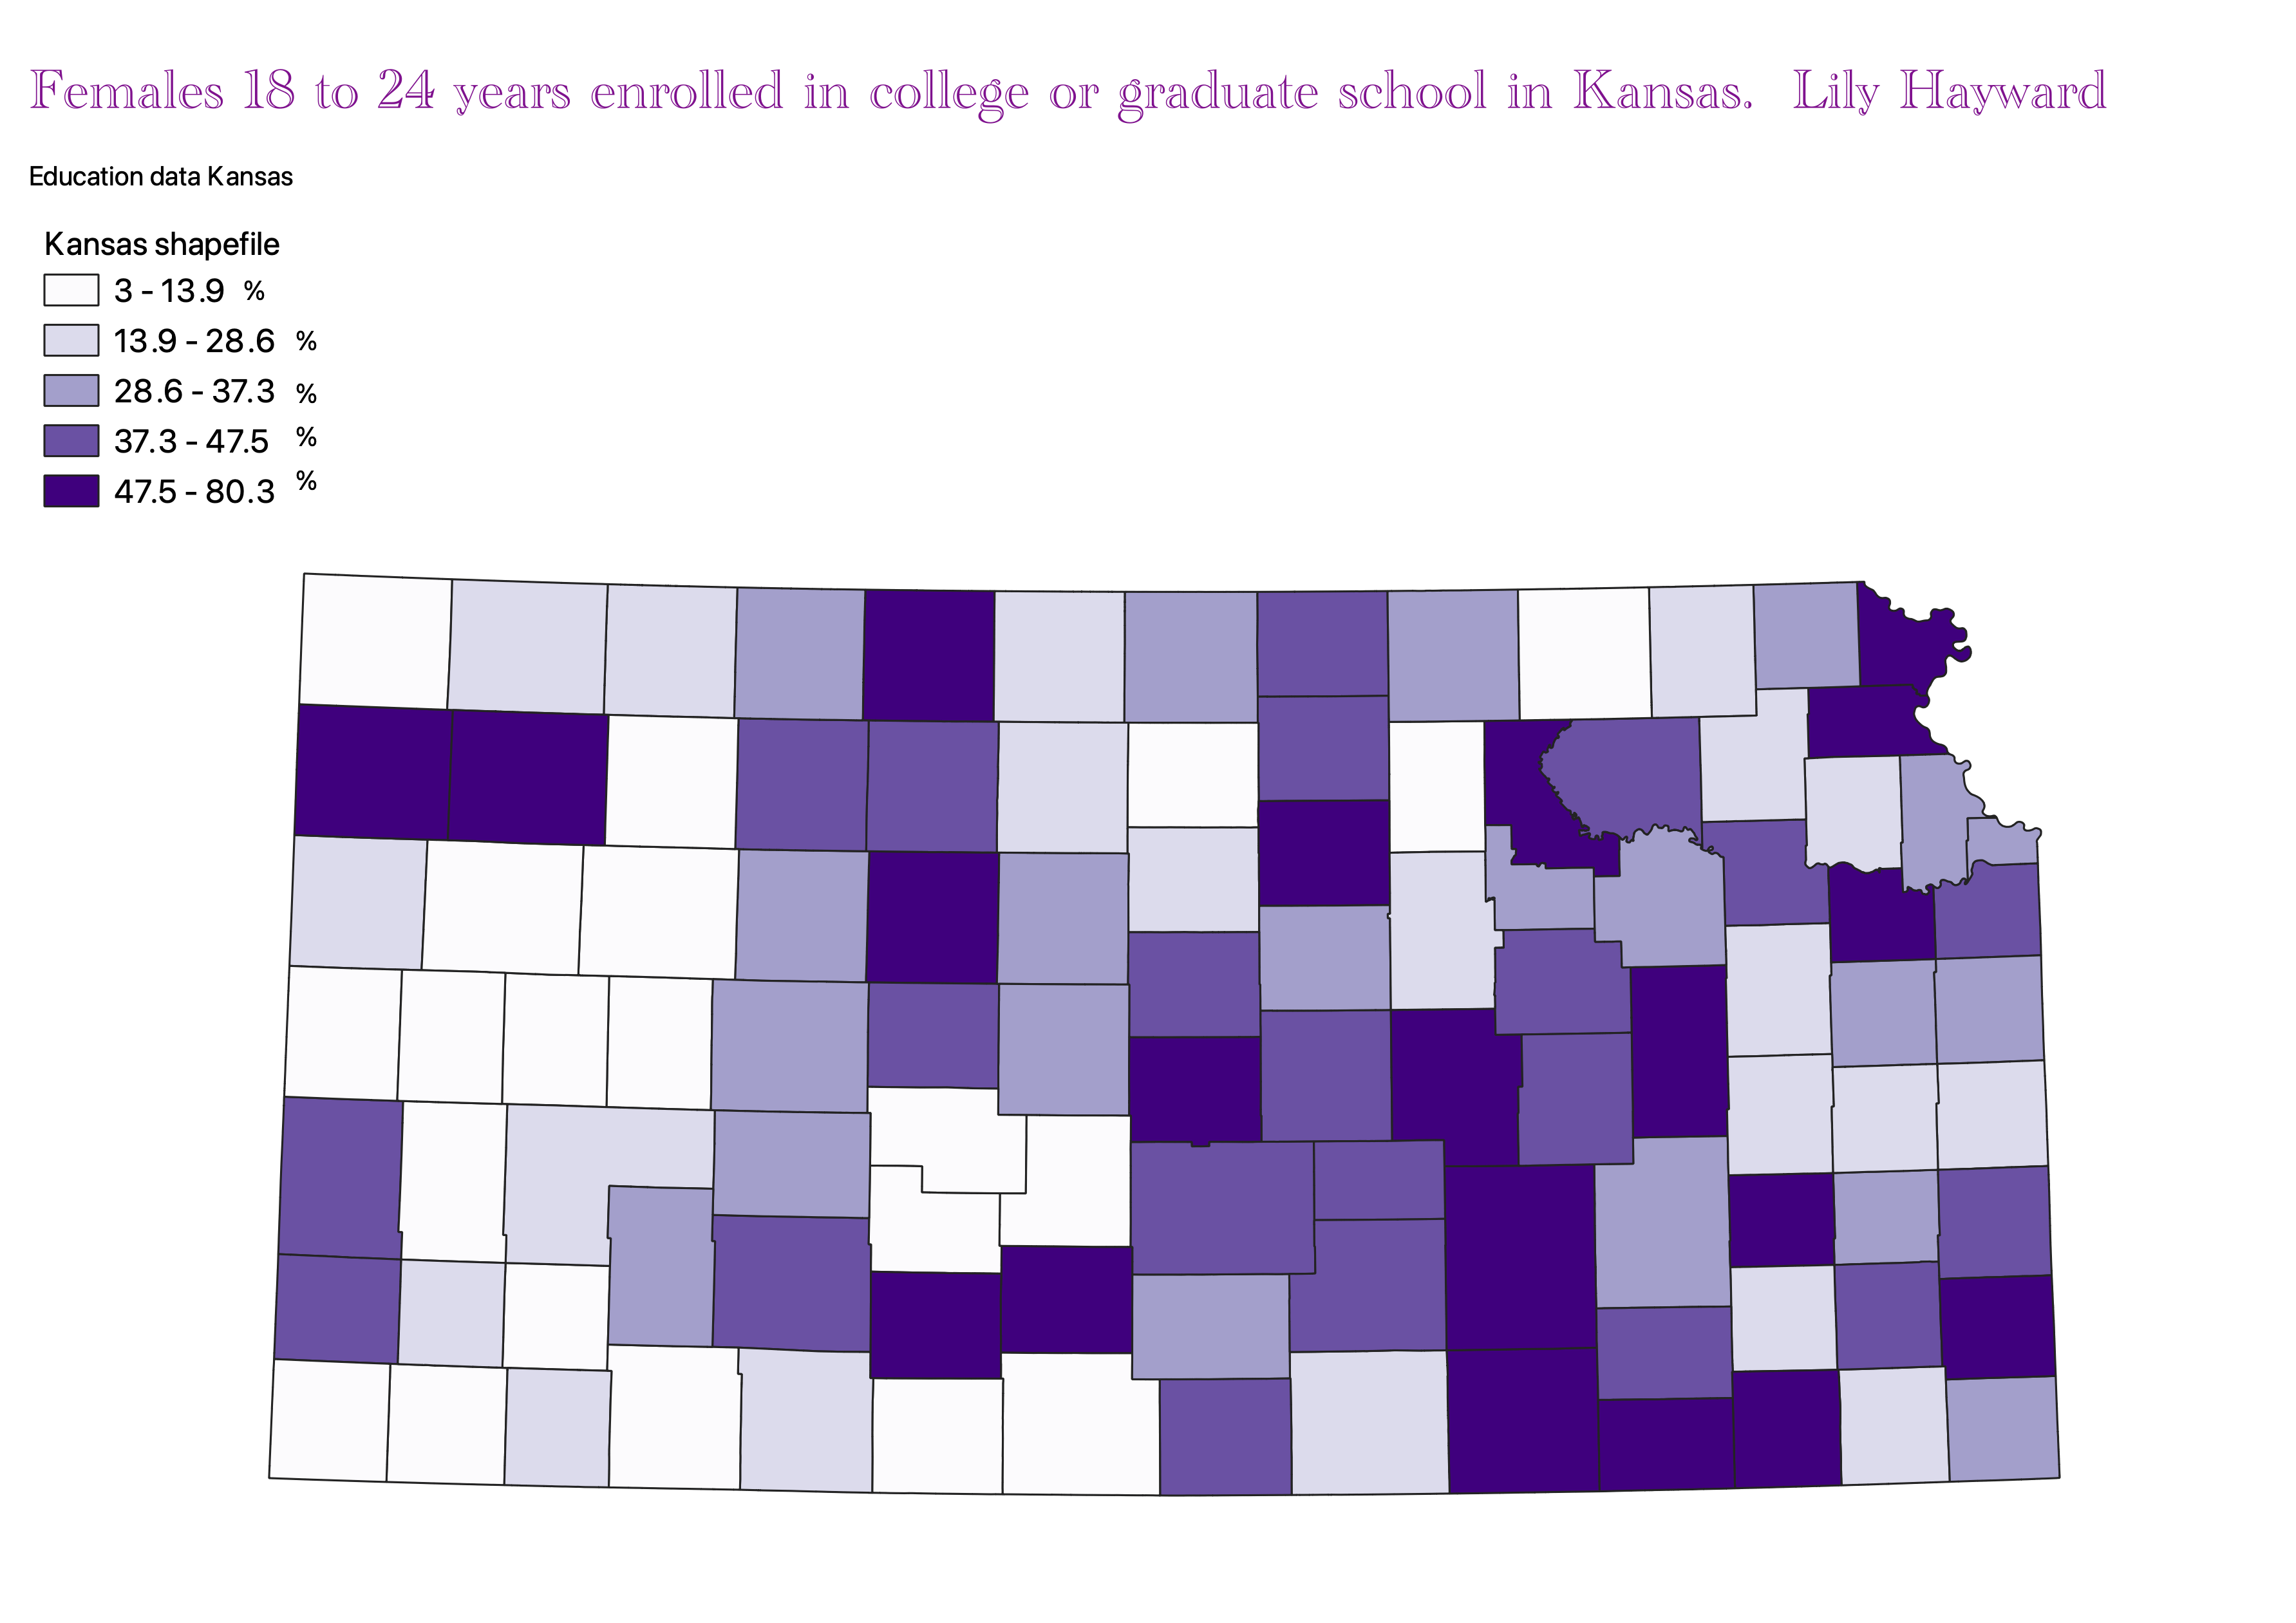 Females 18 to 24 years enrolled in college or graduate school in Kansas. Lily Hayward
Education data Kansas
Kansas shapefile
3 - 13.9 %
13.9 - 28.6 %
28.6 - 37.3 %
37.3 - 47.5 %
47.5 - 80.3 %